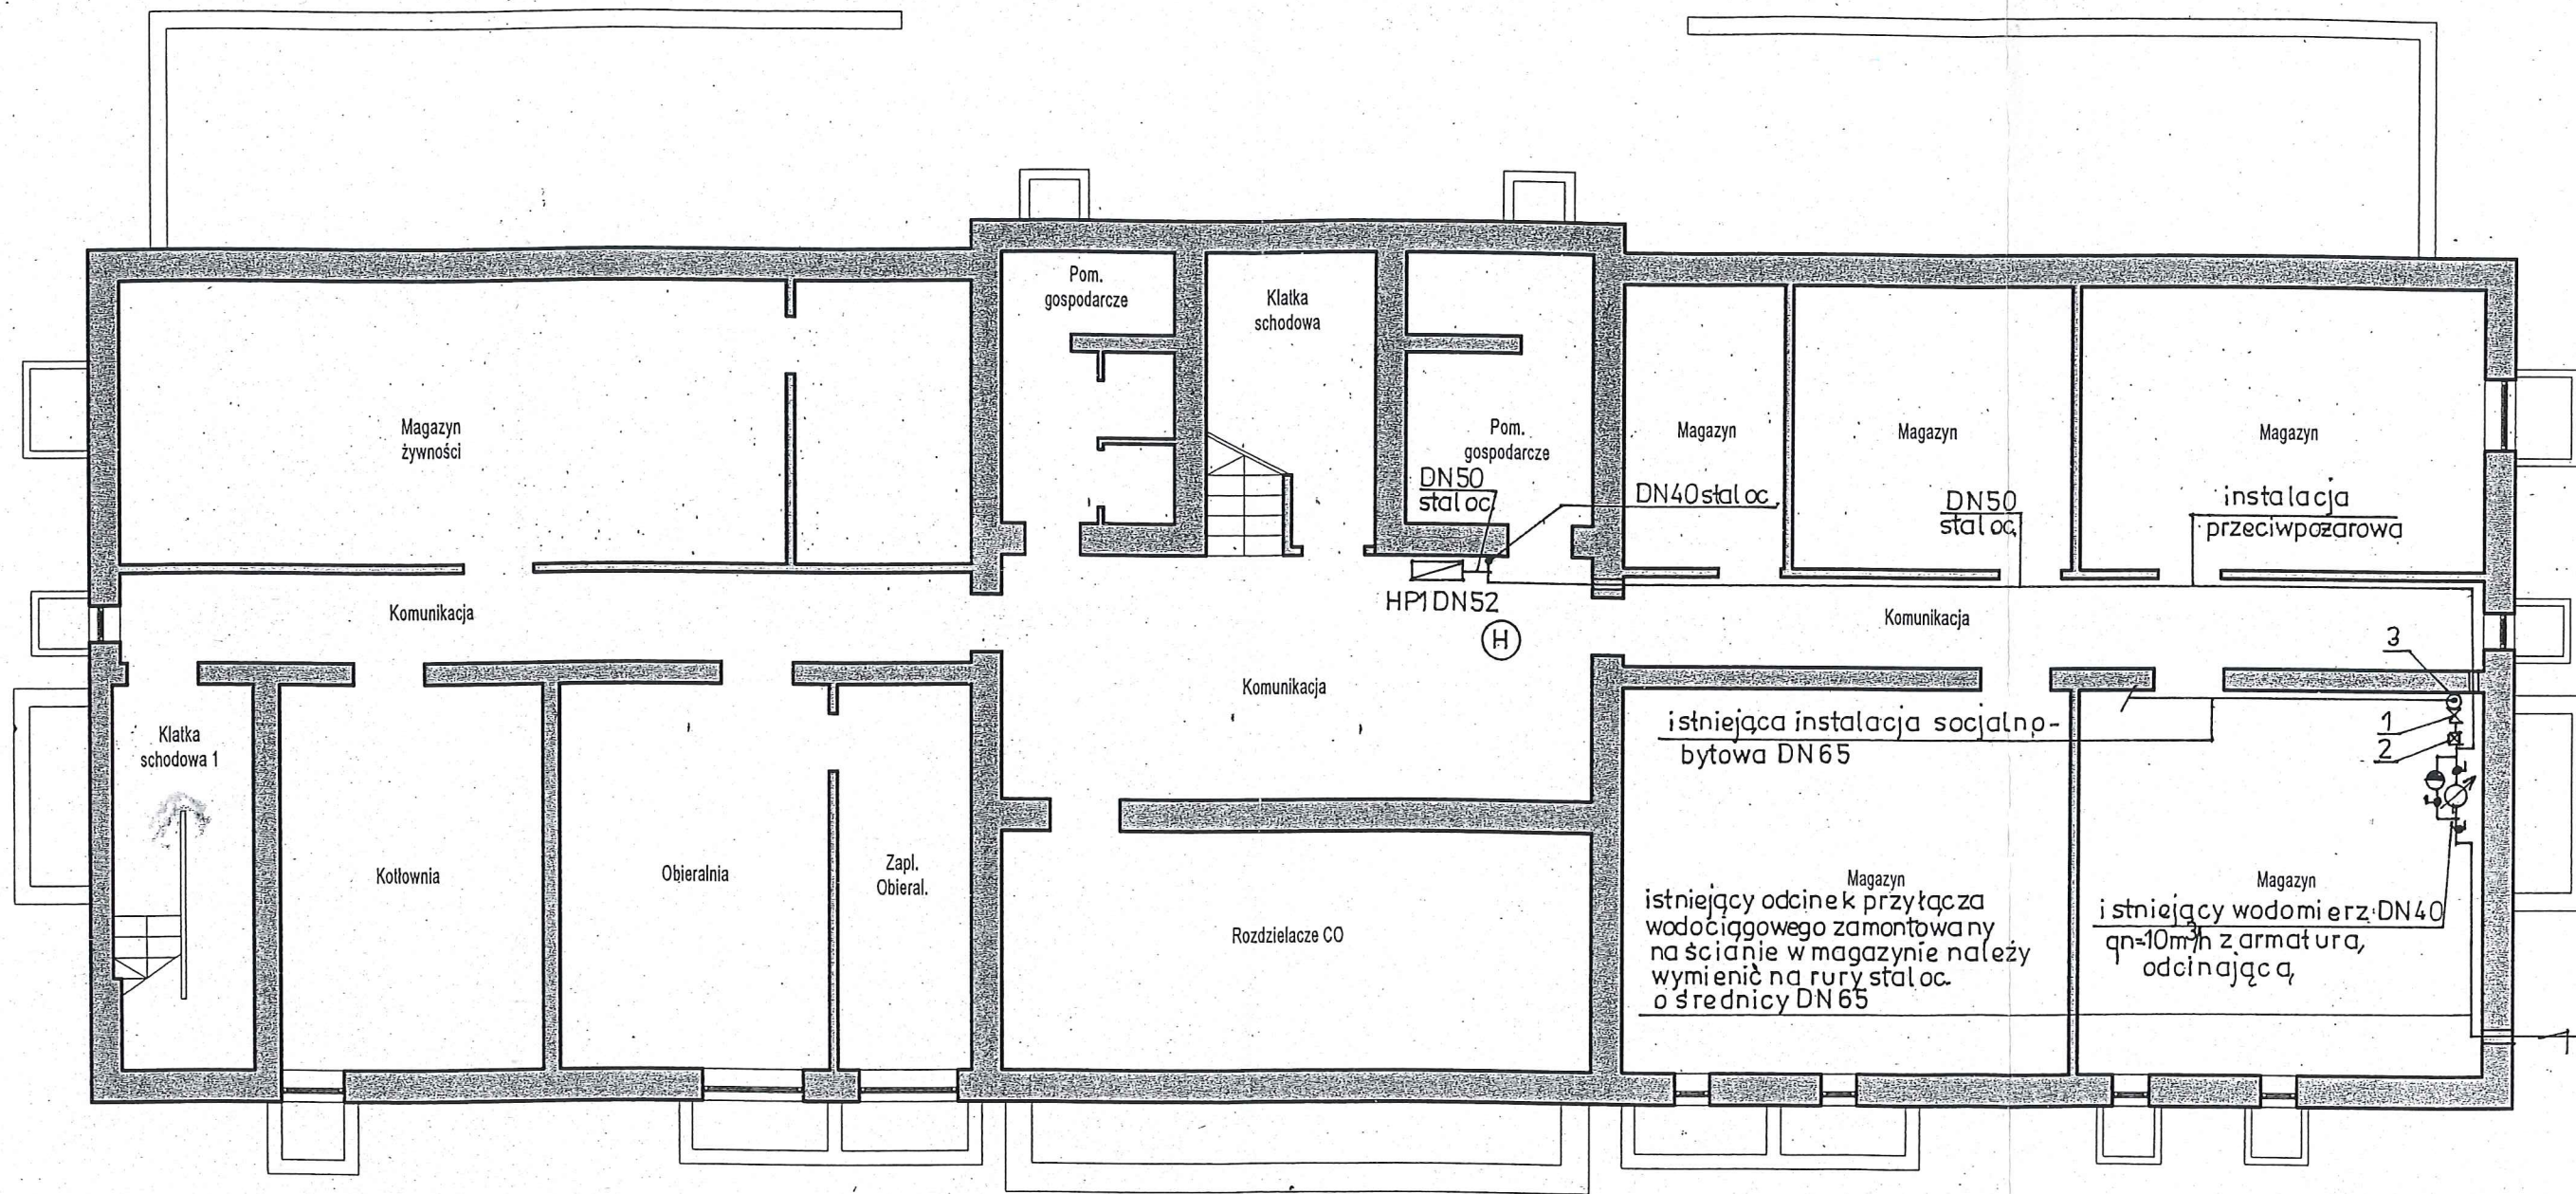 Pom.
gospodarcze
Klatka
schodowa
Magazyn
żywności
Pom.
gospodarcze
Magazyn
Magazyn
Magazyn
DN50
stal oc.
DN40 stal oc.
DN50
stal oc.
instalacja
przeciwpożarowa
HP1 DN52
H
Komunikacja
Komunikacja
Komunikacja
3
1
2
istniejąca instalacja socjalno-
bytowa DN65
Klatka
schodowa 1
Kotłownia
Obieralnia
Zapl.
Obieral.
Rozdzielacze CO
Magazyn
istniejący odcinek przyłącza
wodociągowego zamontowany
na ścianie w magazynie należy
wymienić na rury stal oc.
o średnicy DN65
Magazyn
istniejący wodomierz DN40
qn=10m³/h z armaturą
odcinającą